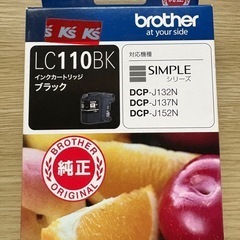 brother
at your side
K's K's
LC110BK
インクカートリッジ
ブラック
対応機種
SIMPLE
シリーズ
DCP-J132N
DCP-J137N
DCP-J152N
BROTHER
純正
ORIGINAL